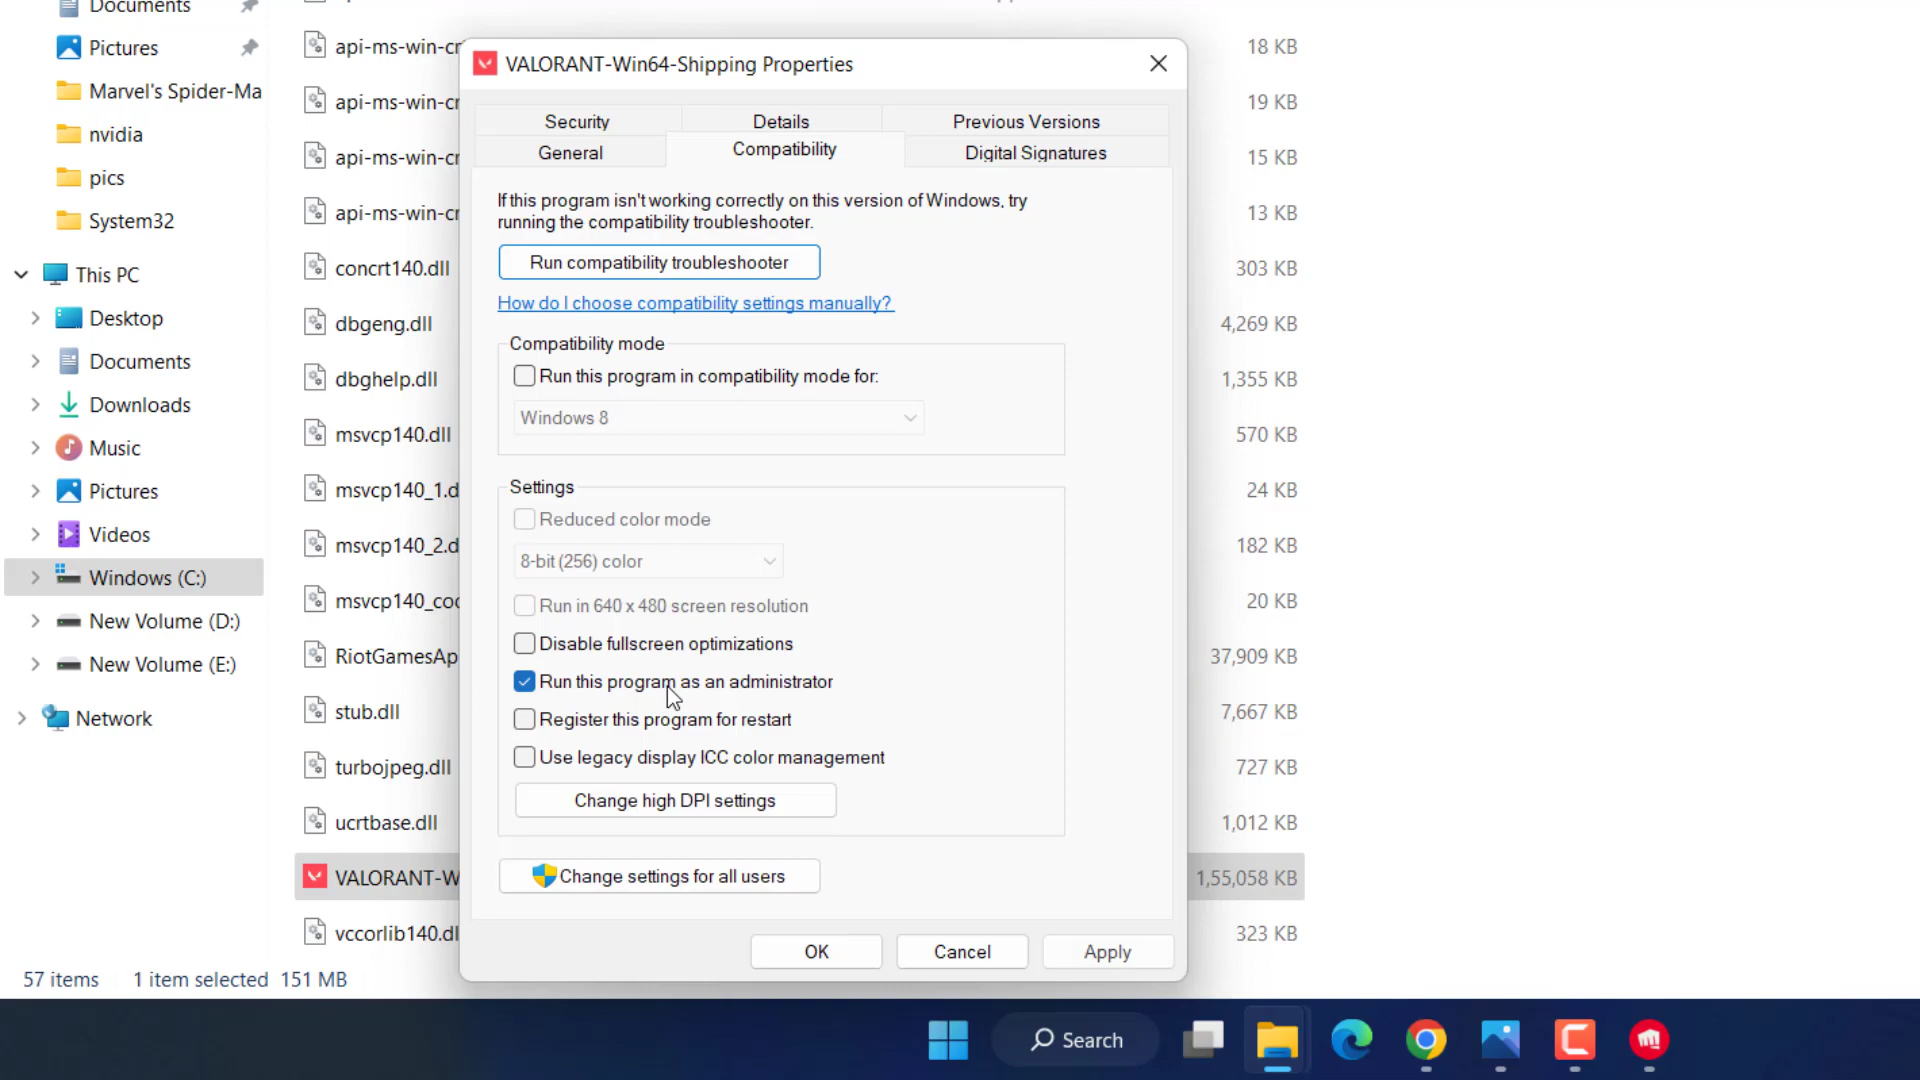 Documents
Pictures
Marvel's Spider-Ma
nvidia
pics
System32
This PC
Desktop
Documents
Downloads
Music
Pictures
Videos
Windows (C:)
New Volume (D:)
New Volume (E:)
Network
api-ms-win-cr
18 KB
api-ms-win-cr
19 KB
api-ms-win-cr
15 KB
api-ms-win-cr
13 KB
concrt140.dll
303 KB
dbgeng.dll
4,269 KB
dbghelp.dll
1,355 KB
msvcp140.dll
570 KB
msvcp140_1.d
24 KB
msvcp140_2.d
182 KB
msvcp140_coc
20 KB
RiotGamesAp
37,909 KB
stub.dll
7,667 KB
turbojpeg.dll
727 KB
ucrtbase.dll
1,012 KB
VALORANT-W
1,55,058 KB
vccorlib140.dl
323 KB
VALORANT-Win64-Shipping Properties
Security
Details
Previous Versions
General
Compatibility
Digital Signatures
If this program isn't working correctly on this version of Windows, try
running the compatibility troubleshooter.
Run compatibility troubleshooter
How do I choose compatibility settings manually?
Compatibility mode
Run this program in compatibility mode for:
Windows 8
Settings
Reduced color mode
8-bit (256) color
Run in 640 x 480 screen resolution
Disable fullscreen optimizations
Run this program as an administrator
Register this program for restart
Use legacy display ICC color management
Change high DPI settings
Change settings for all users
OK
Cancel
Apply
57 items
1 item selected 151 MB
Search